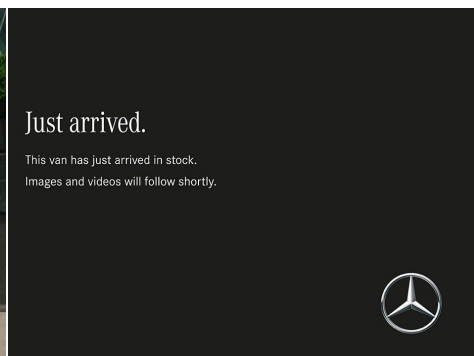 Just arrived.
This van has just arrived in stock.
Images and videos will follow shortly.